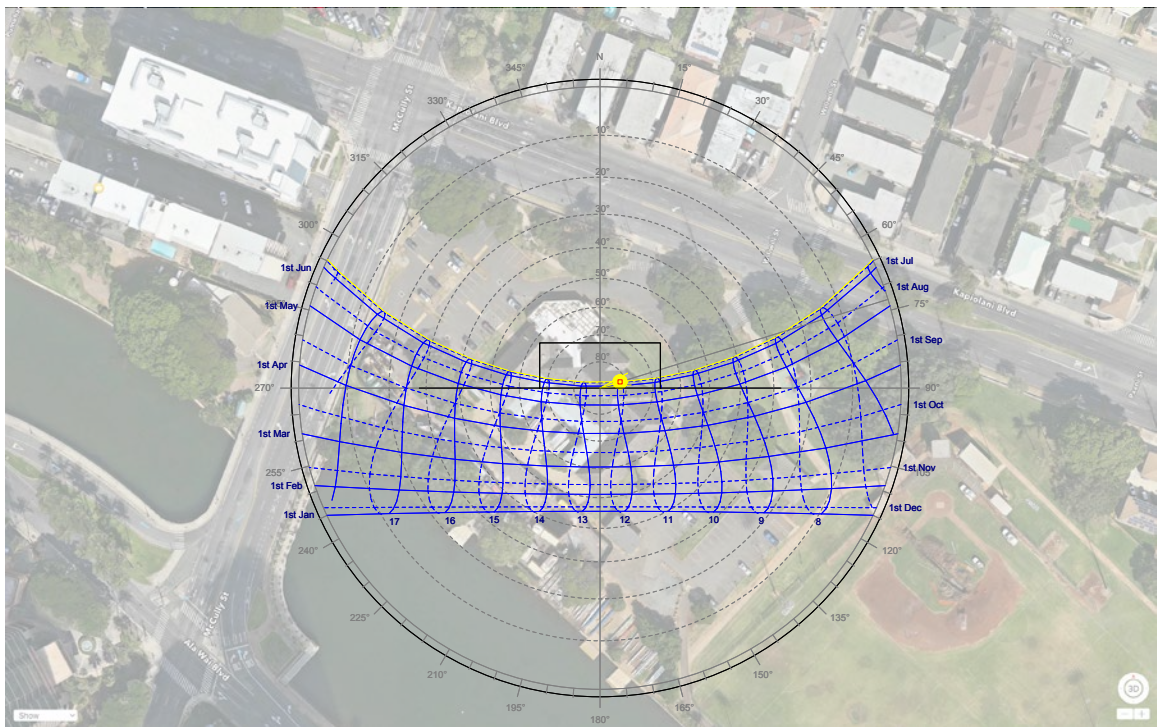 N
345°
15°
330°
30°
McCully St
Kapiolani Blvd
10°
315°
45°
20°
300°
30°
60°
40°
1st Jun
50°
1st Jul
1st May
60°
1st Aug
75°
Kapiolani Blvd
70°
1st Sep
80°
1st Apr
270°
90°
1st Oct
1st Mar
255°
105°
1st Nov
1st Feb
1st Jan
17
16
15
14
13
12
11
10
9
8
1st Dec
240°
120°
McCully St
225°
135°
Ala Wai Blvd
210°
150°
195°
180°
165°
Show
3D